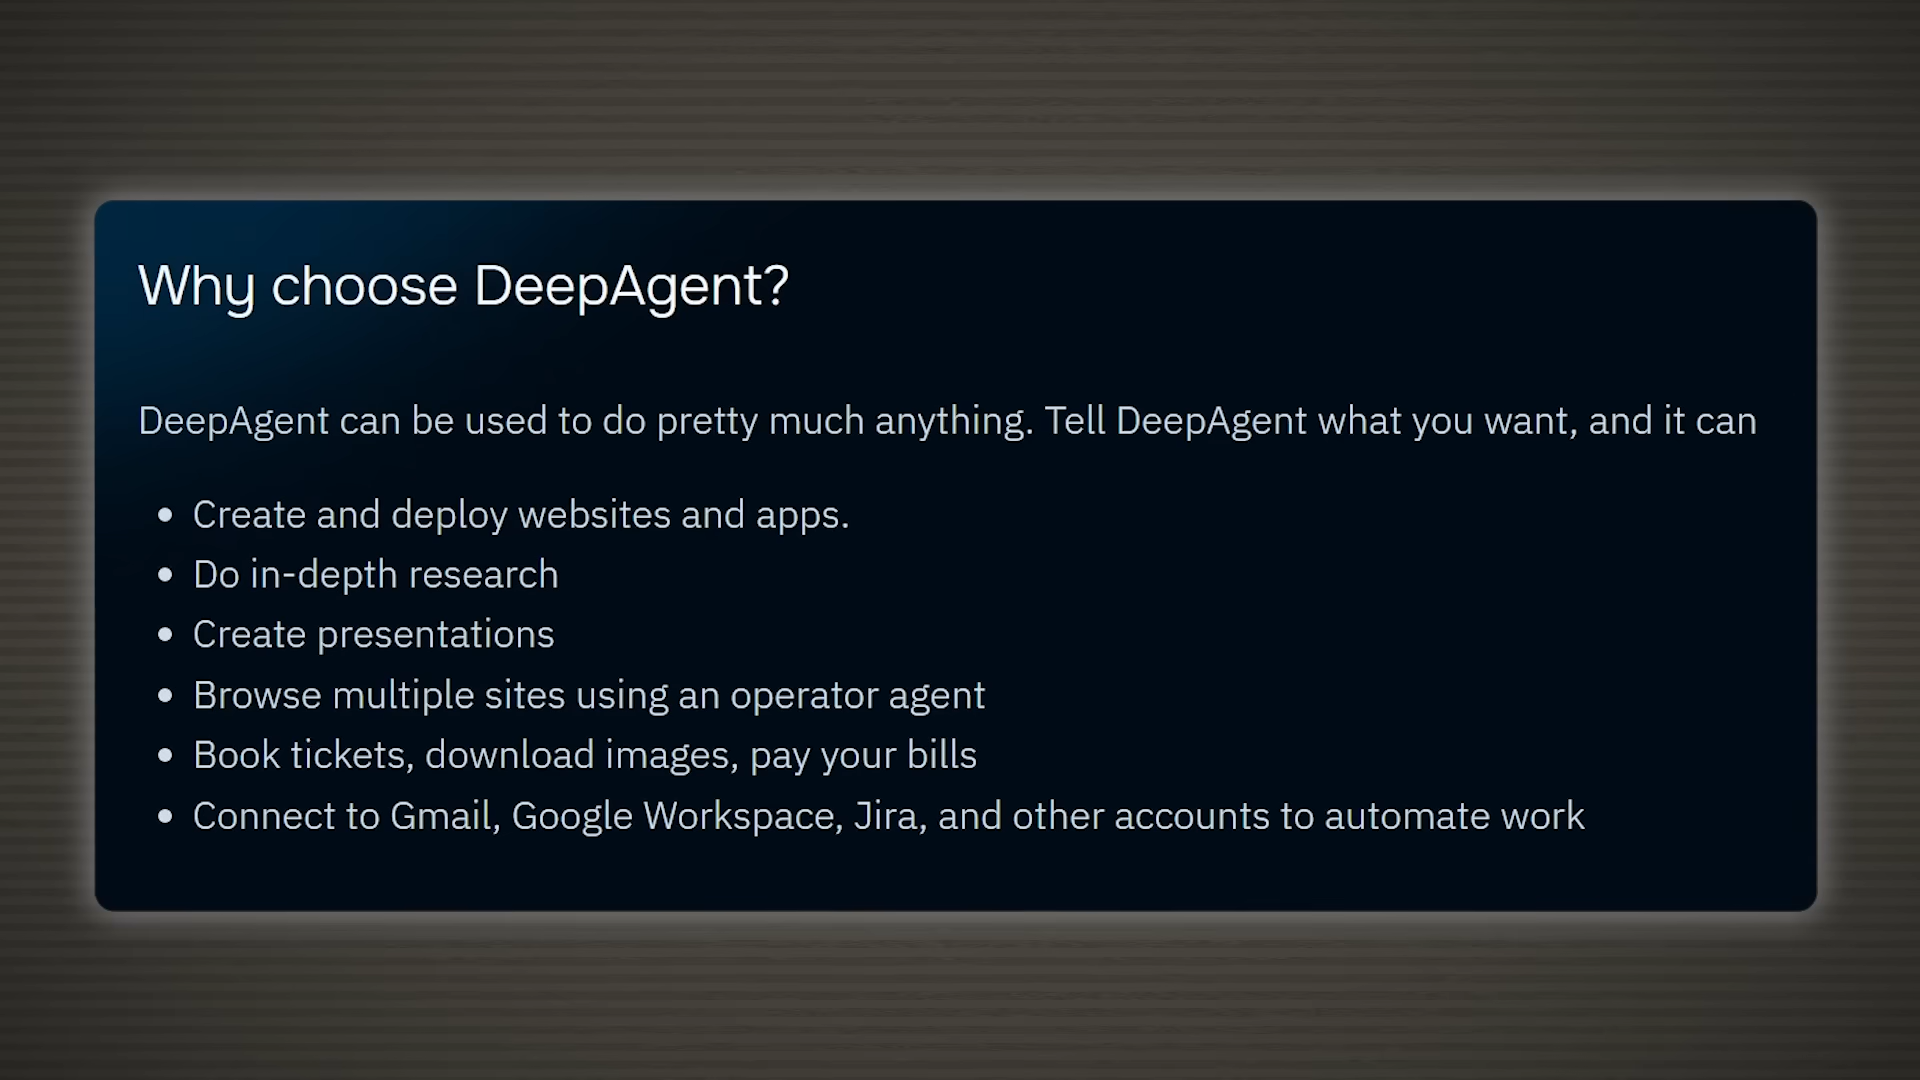 Why choose DeepAgent?
DeepAgent can be used to do pretty much anything. Tell DeepAgent what you want, and it can
• Create and deploy websites and apps.
• Do in-depth research
• Create presentations
• Browse multiple sites using an operator agent
• Book tickets, download images, pay your bills
• Connect to Gmail, Google Workspace, Jira, and other accounts to automate work